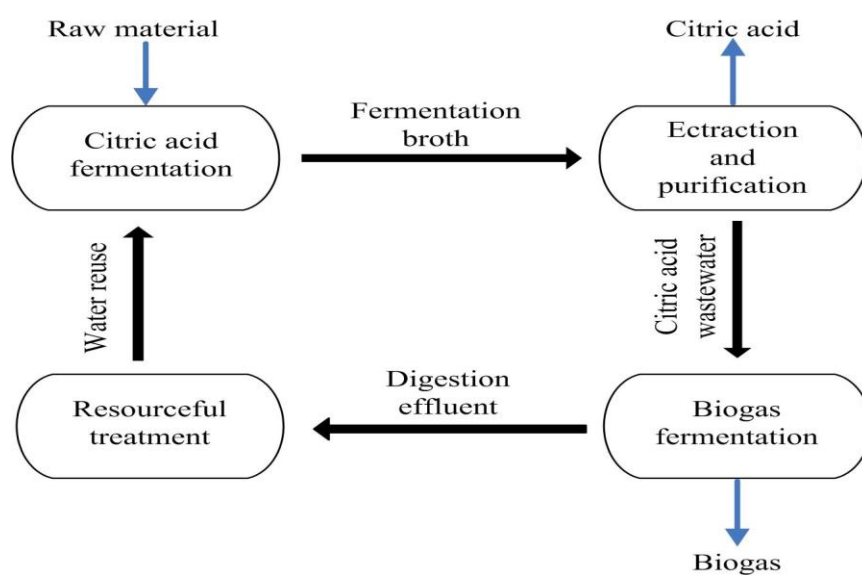 Raw material
Citric acid
Citric acid
fermentation
Fermentation
broth
Ectraction
and
purification
Water reuse
Citric acid
wastewater
Resourceful
treatment
Digestion
effluent
Biogas
fermentation
Biogas